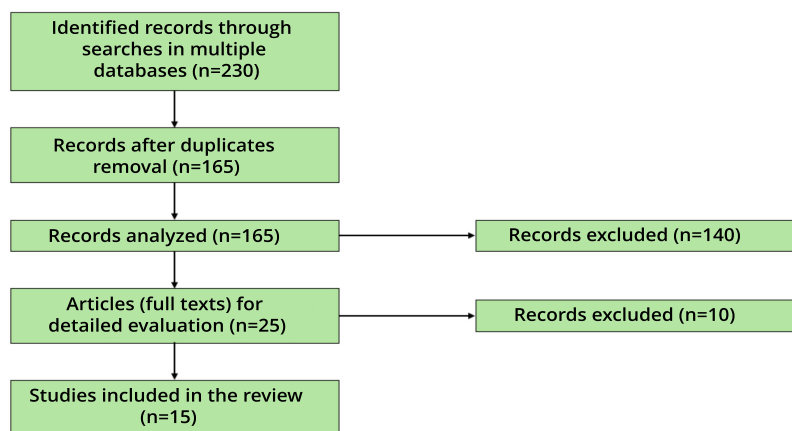 Identified records through
searches in multiple
databases (n=230)
Records after duplicates
removal (n=165)
Records analyzed (n=165)
Records excluded (n=140)
Articles (full texts) for
detailed evaluation (n=25)
Records excluded (n=10)
Studies included in the review
(n=15)